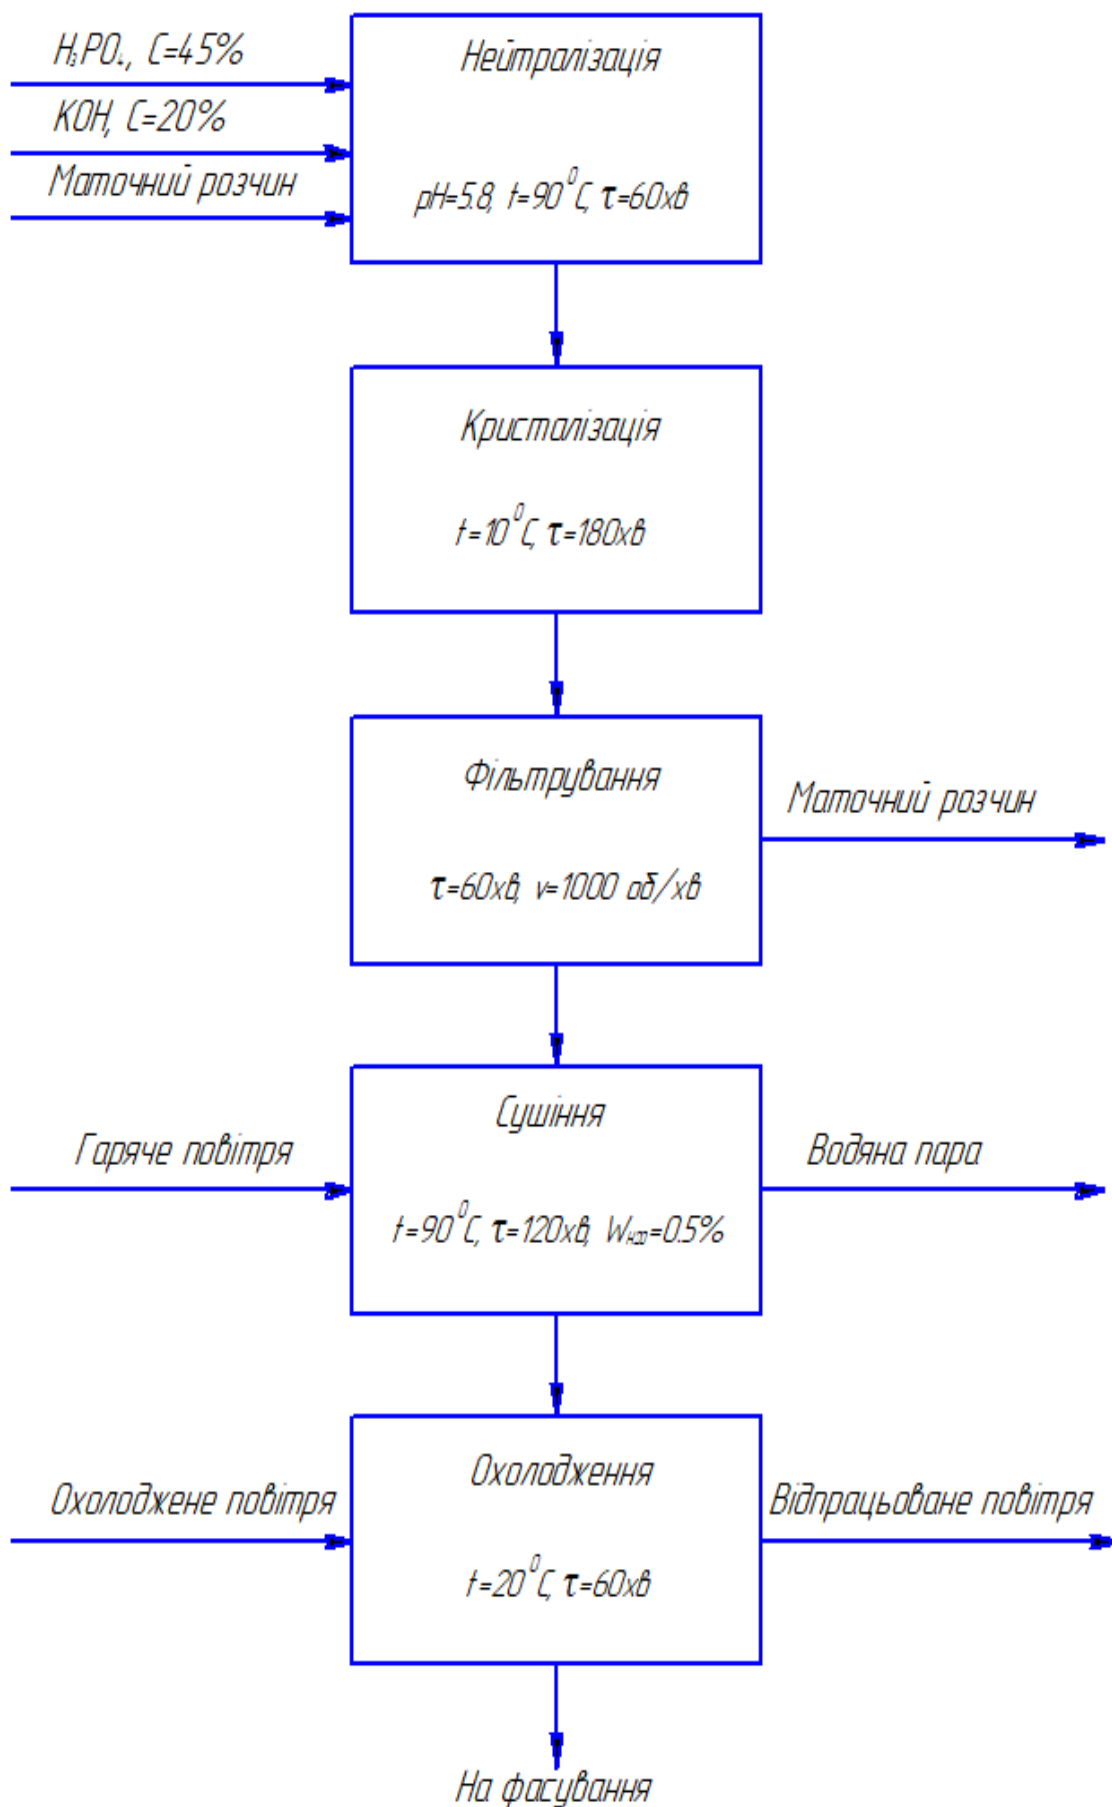 H₃PO₄, C=45%
KOH, C=20%
Маточний розчин
Нейтралізація
pH=5.8, t=90⁰C, τ=60хв
Кристалізація
t=10⁰C, τ=180хв
Фільтрування
τ=60хв, v=1000 об/хв
Маточний розчин
Гаряче повітря
Сушіння
t=90⁰C, τ=120хв, W_H2O=0.5%
Водяна пара
Охолоджене повітря
Охолодження
t=20⁰C, τ=60хв
Відпрацьоване повітря
На фасування